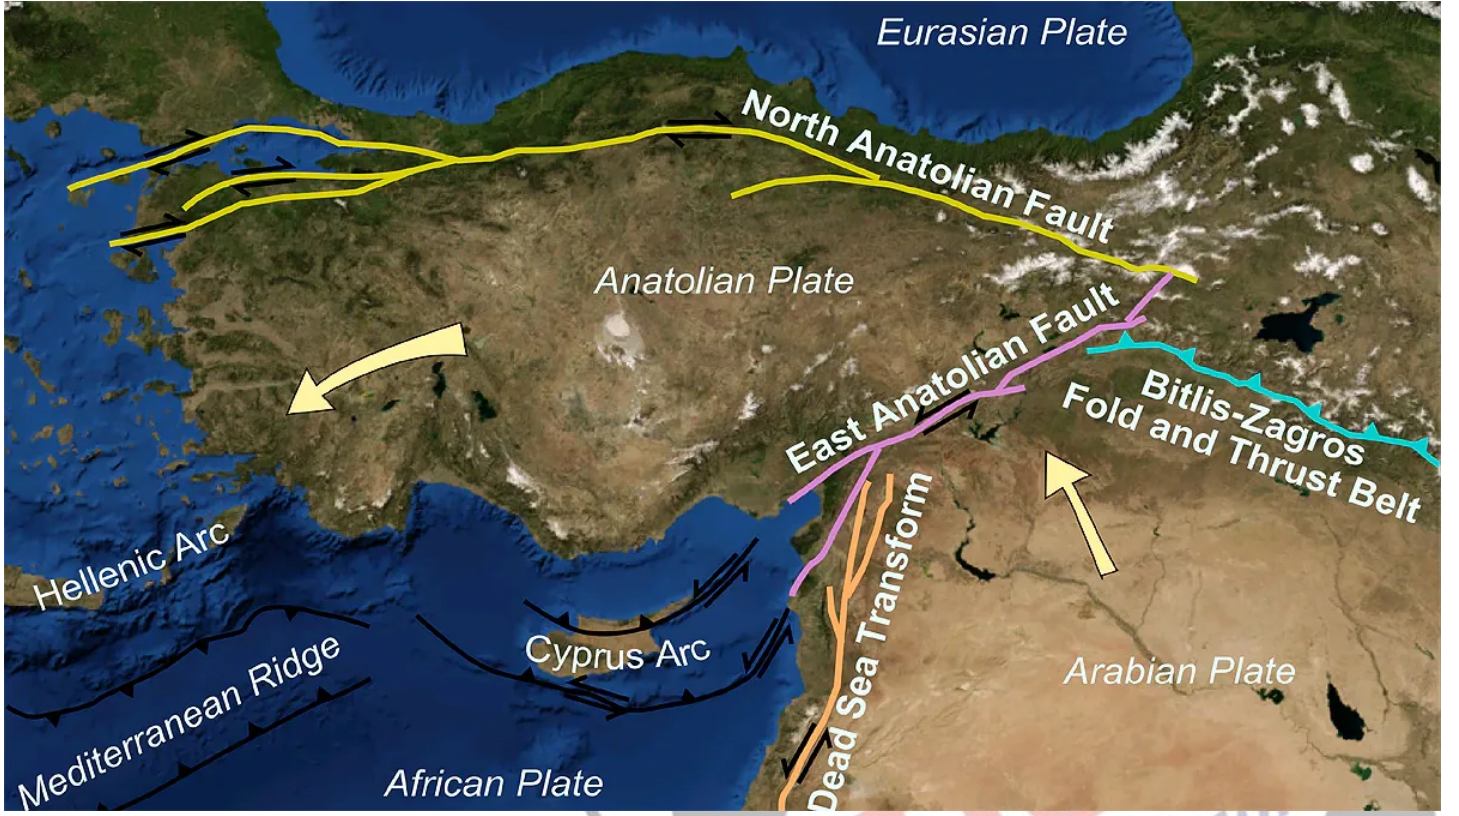 Eurasian Plate
North Anatolian Fault
Anatolian Plate
East Anatolian Fault
Bitlis-Zagros
Fold and Thrust Belt
Hellenic Arc
Cyprus Arc
Mediterranean Ridge
Dead Sea Transform
Arabian Plate
African Plate